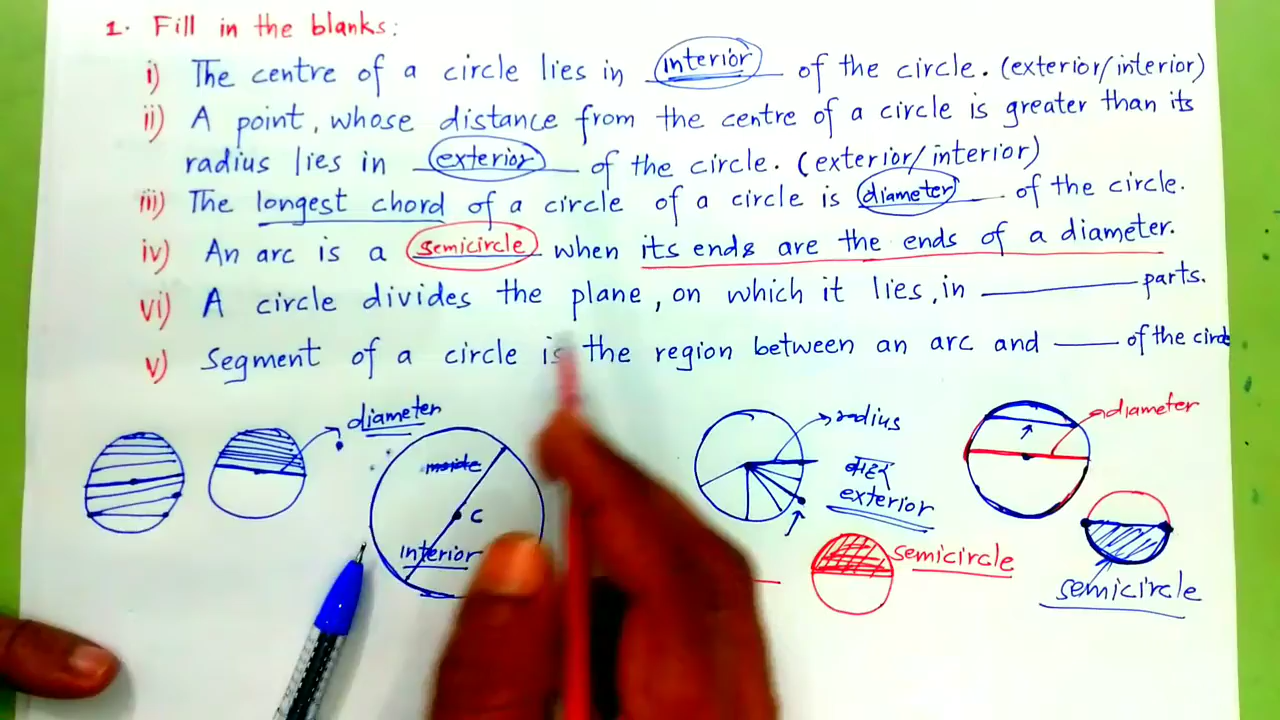 1. Fill in the blanks:
i) The centre of a circle lies in interior of the circle. (exterior/interior)
ii) A point, whose distance from the centre of a circle is greater than its
radius lies in exterior of the circle. (exterior/interior)
iii) The longest chord of a circle of a circle is diameter of the circle.
iv) An arc is a semicircle when its ends are the ends of a diameter.
vi) A circle divides the plane, on which it lies, in ______ parts.
v) Segment of a circle is the region between an arc and ____ of the circle
diameter
C
interior
radius
बाहर
exterior
semicircle
diameter
semicircle